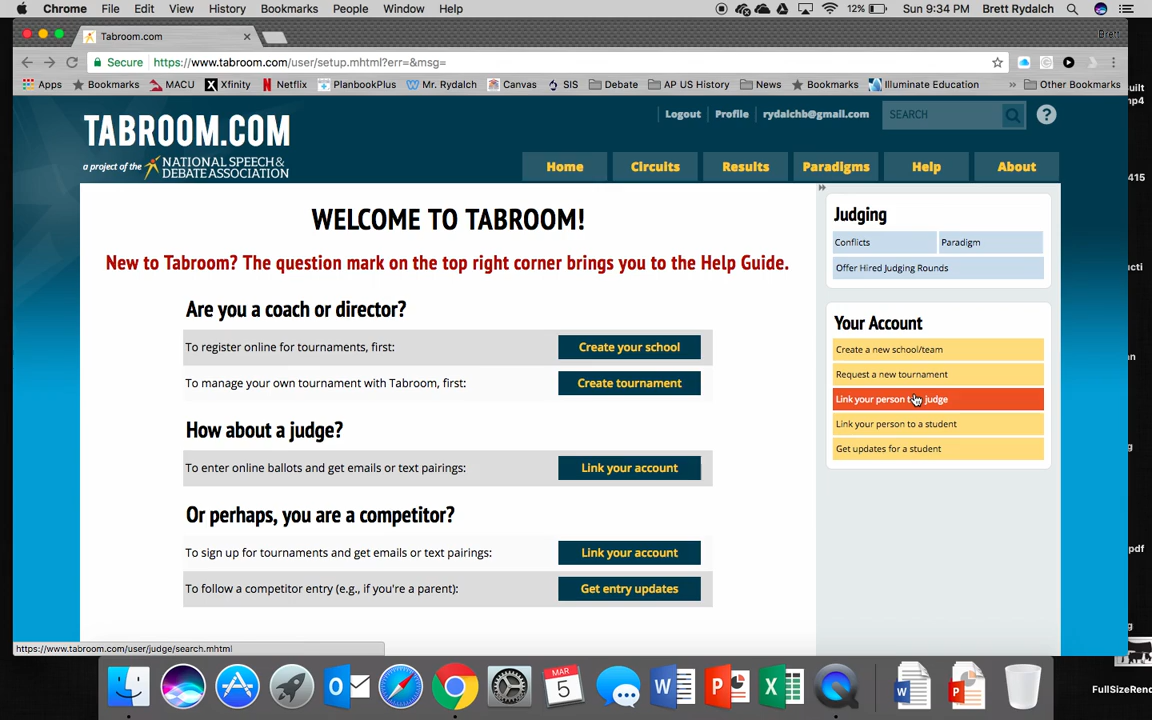 Chrome File Edit View History Bookmarks People Window Help 12% Sun 9:34 PM Brett Rydalch
Tabroom.com Brett
Secure https://www.tabroom.com/user/setup.mhtml?err=&msg=
Apps Bookmarks MACU Xfinity Netflix PlanbookPlus Mr. Rydalch Canvas SIS Debate AP US History News Bookmarks Illuminate Education » Other Bookmarks
TABROOM.COM
a project of the NATIONAL SPEECH &
DEBATE ASSOCIATION
Logout Profile rydalchb@gmail.com SEARCH ?
Home Circuits Results Paradigms Help About
WELCOME TO TABROOM!
New to Tabroom? The question mark on the top right corner brings you to the Help Guide.
Are you a coach or director?
To register online for tournaments, first: Create your school
To manage your own tournament with Tabroom, first: Create tournament
How about a judge?
To enter online ballots and get emails or text pairings: Link your account
Or perhaps, you are a competitor?
To sign up for tournaments and get emails or text pairings: Link your account
To follow a competitor entry (e.g., if you're a parent): Get entry updates
»
Judging
Conflicts Paradigm
Offer Hired Judging Rounds
Your Account
Create a new school/team
Request a new tournament
Link your person judge
Link your person to a student
Get updates for a student
https://www.tabroom.com/user/judge/search.mhtml
MAR
5
W P X W P
FullSizeRend
mp4
415
pdf